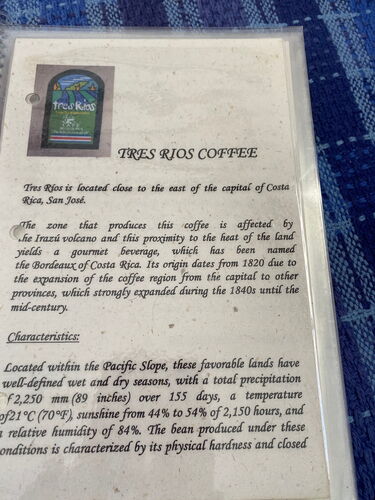 tres Ríos
TRES RIOS COFFEE
Tres Ríos is located close to the east of the capital of Costa
Rica, San José.
The zone that produces this coffee is affected by
he Irazú volcano and this proximity to the heat of the land
yields a gourmet beverage, which has been named
the Bordeaux of Costa Rica. Its origin dates from 1820 due to
the expansion of the coffee region from the capital to other
provinces, which strongly expanded during the 1840s until the
mid-century.
Characteristics:
Located within the Pacific Slope, these favorable lands have
well-defined wet and dry seasons, with a total precipitation
f 2,250 mm (89 inches) over 155 days, a temperature
of 21°C (70°F), sunshine from 44% to 54% of 2,150 hours, and
relative humidity of 84%. The bean produced under these
onditions is characterized by its physical hardness and closed